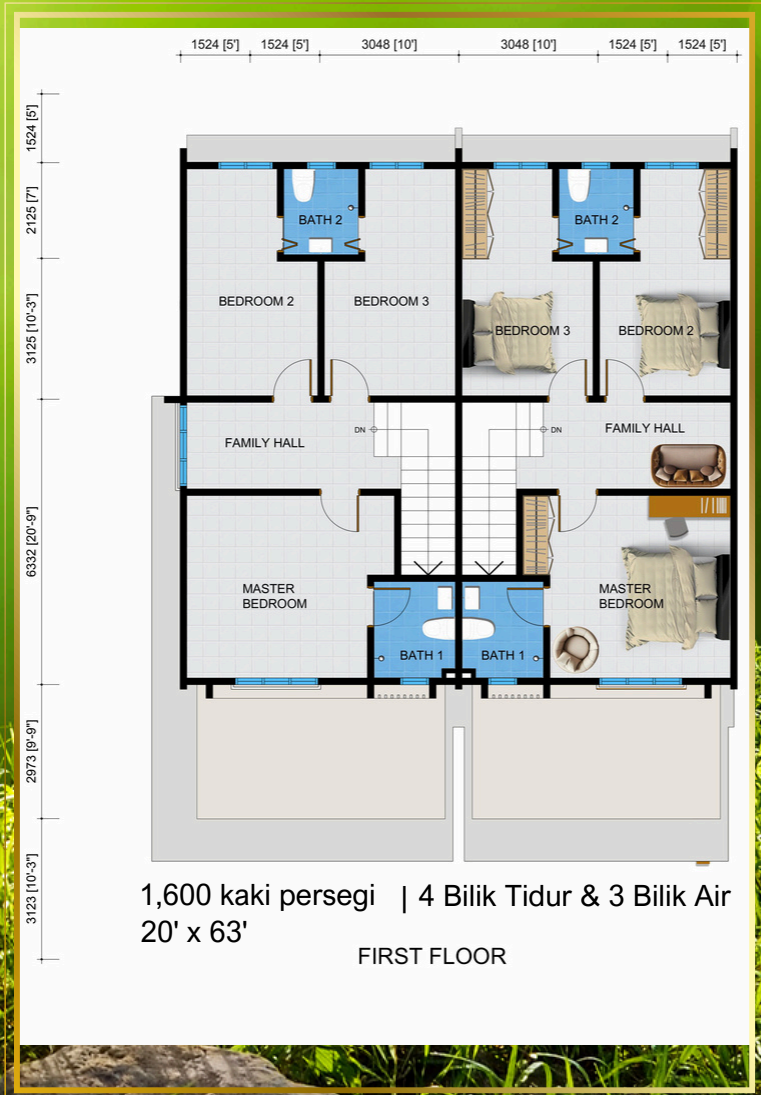 1524 [5'] 1524 [5'] 3048 [10'] 3048 [10'] 1524 [5'] 1524 [5']
1524 [5']
2125 [7']
3125 [10'-3"]
6332 [20'-9"]
2973 [9'-9"]
3123 [10'-3"]
BATH 2
BATH 2
BEDROOM 2
BEDROOM 3
BEDROOM 3
BEDROOM 2
DN
DN
FAMILY HALL
FAMILY HALL
MASTER
BEDROOM
MASTER
BEDROOM
BATH 1
BATH 1
1,600 kaki persegi | 4 Bilik Tidur & 3 Bilik Air
20' x 63'
FIRST FLOOR